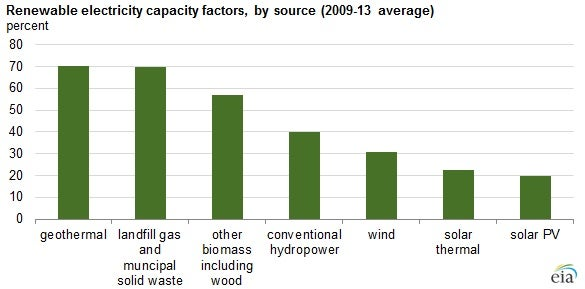 Renewable electricity capacity factors, by source (2009-13 average)
percent
80
70
60
50
40
30
20
10
0
geothermal
landfill gas
and
muncipal
solid waste
other
biomass
including
wood
conventional
hydropower
wind
solar
thermal
solar PV
eia